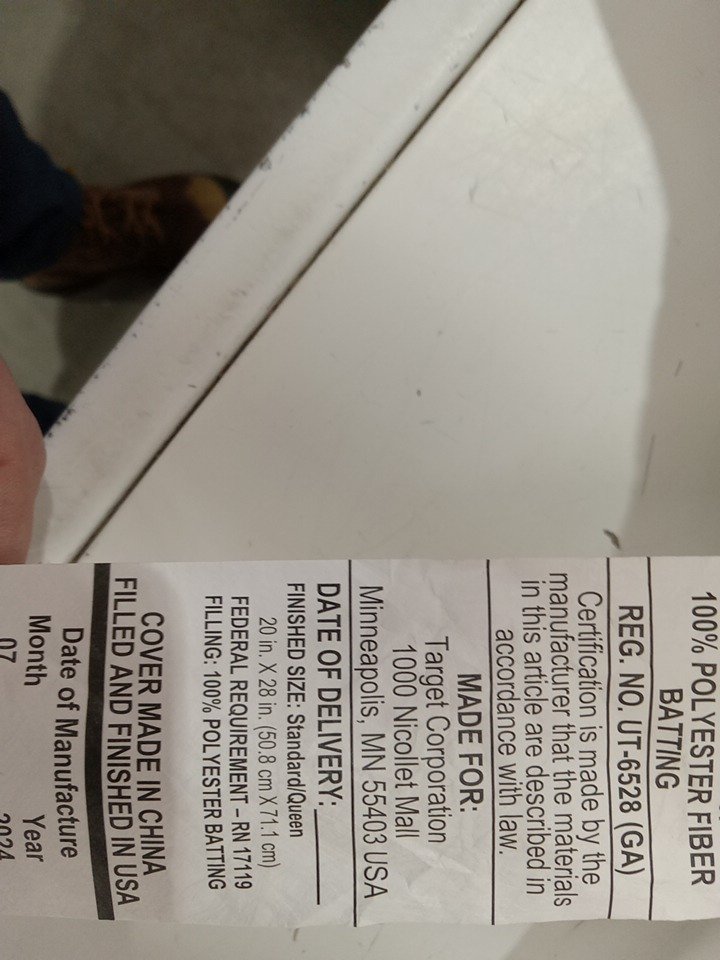 100% POLYESTER FIBER
BATTING
REG. NO. UT-6528 (GA)
Certification is made by the
manufacturer that the materials
in this article are described in
accordance with law.
MADE FOR:
Target Corporation
1000 Nicollet Mall
Minneapolis, MN 55403 USA
DATE OF DELIVERY:
FINISHED SIZE: Standard/Queen
20 in. X 28 in. (50.8 cm X 71.1 cm)
FEDERAL REQUIREMENT – RN 17119
FILLING: 100% POLYESTER BATTING
COVER MADE IN CHINA
FILLED AND FINISHED IN USA
Date of Manufacture
Month Year
07 2024